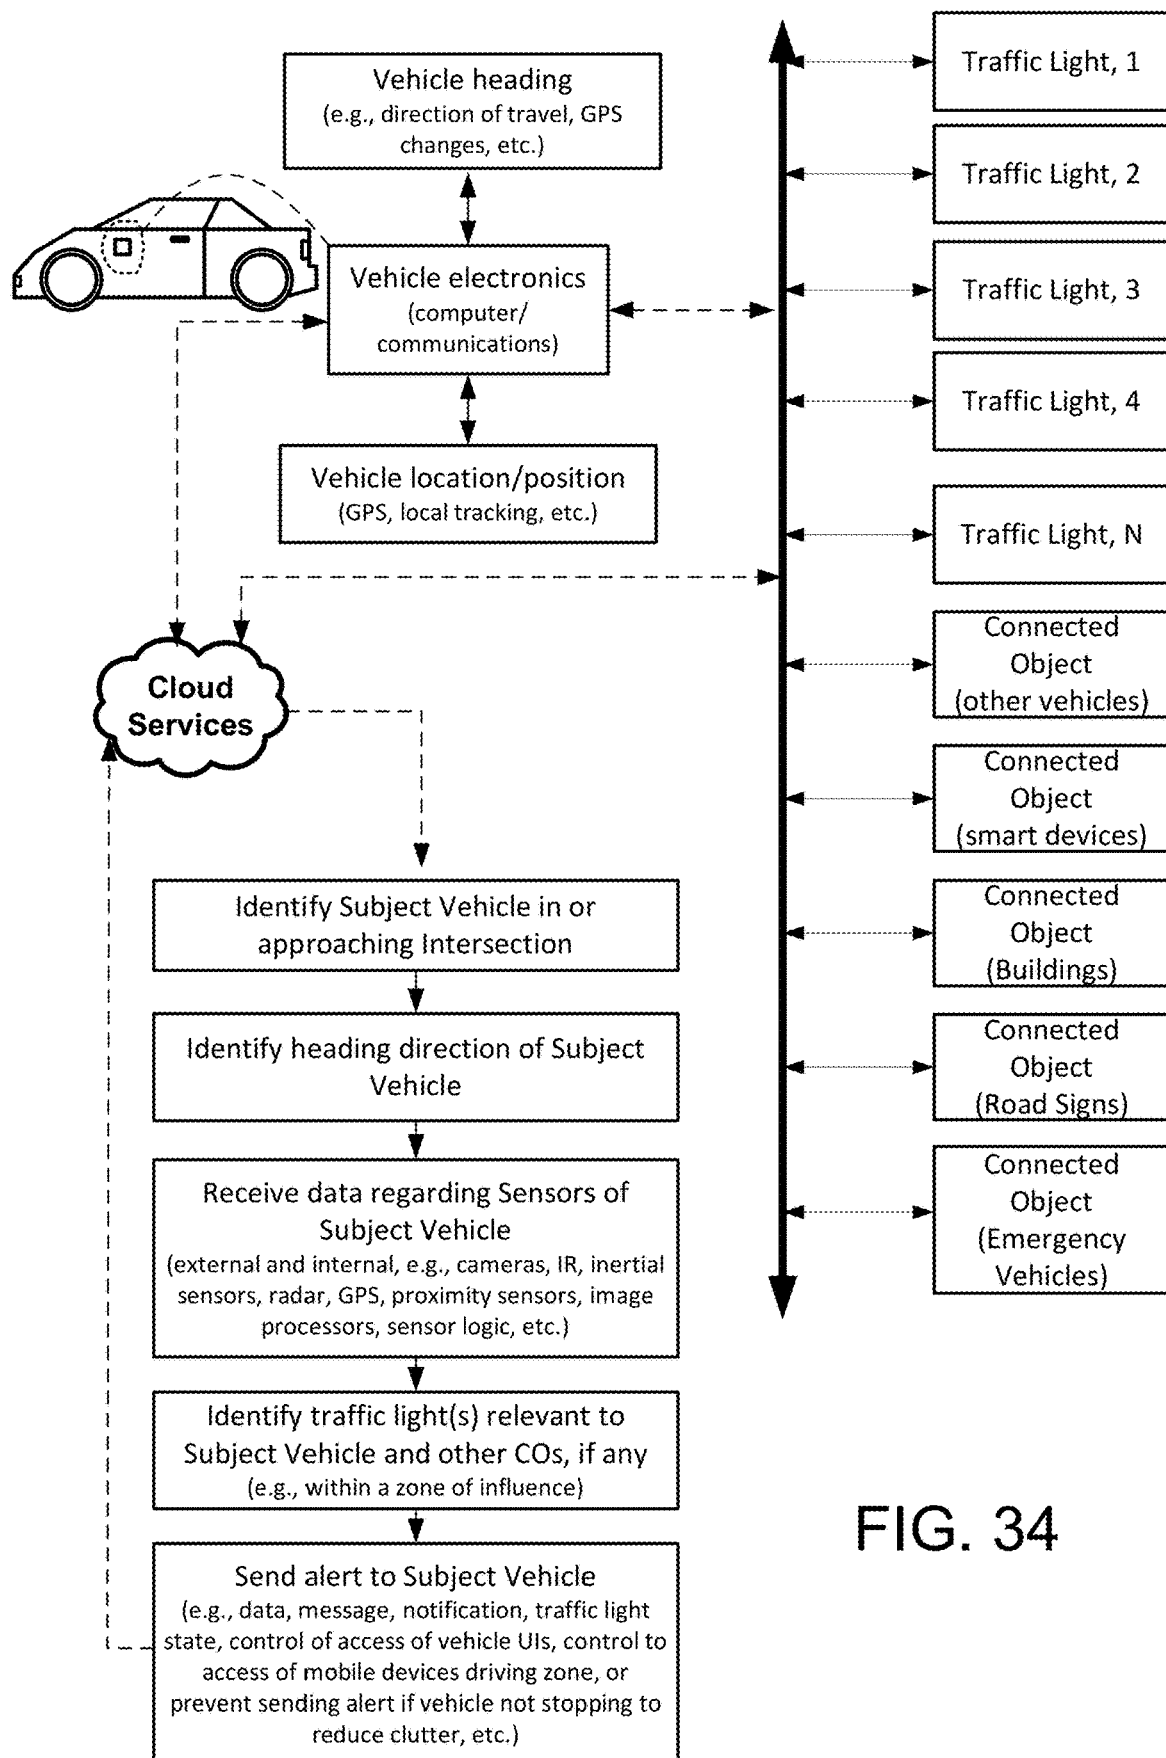 Vehicle heading
(e.g., direction of travel, GPS
changes, etc.)
Vehicle electronics
(computer/
communications)
Vehicle location/position
(GPS, local tracking, etc.)
Cloud
Services
Identify Subject Vehicle in or
approaching Intersection
Identify heading direction of Subject
Vehicle
Receive data regarding Sensors of
Subject Vehicle
(external and internal, e.g., cameras, IR, inertial
sensors, radar, GPS, proximity sensors, image
processors, sensor logic, etc.)
Identify traffic light(s) relevant to
Subject Vehicle and other COs, if any
(e.g., within a zone of influence)
Send alert to Subject Vehicle
(e.g., data, message, notification, traffic light
state, control of access of vehicle UIs, control to
access of mobile devices driving zone, or
prevent sending alert if vehicle not stopping to
reduce clutter, etc.)
Traffic Light, 1
Traffic Light, 2
Traffic Light, 3
Traffic Light, 4
Traffic Light, N
Connected
Object
(other vehicles)
Connected
Object
(smart devices)
Connected
Object
(Buildings)
Connected
Object
(Road Signs)
Connected
Object
(Emergency
Vehicles)
FIG. 34